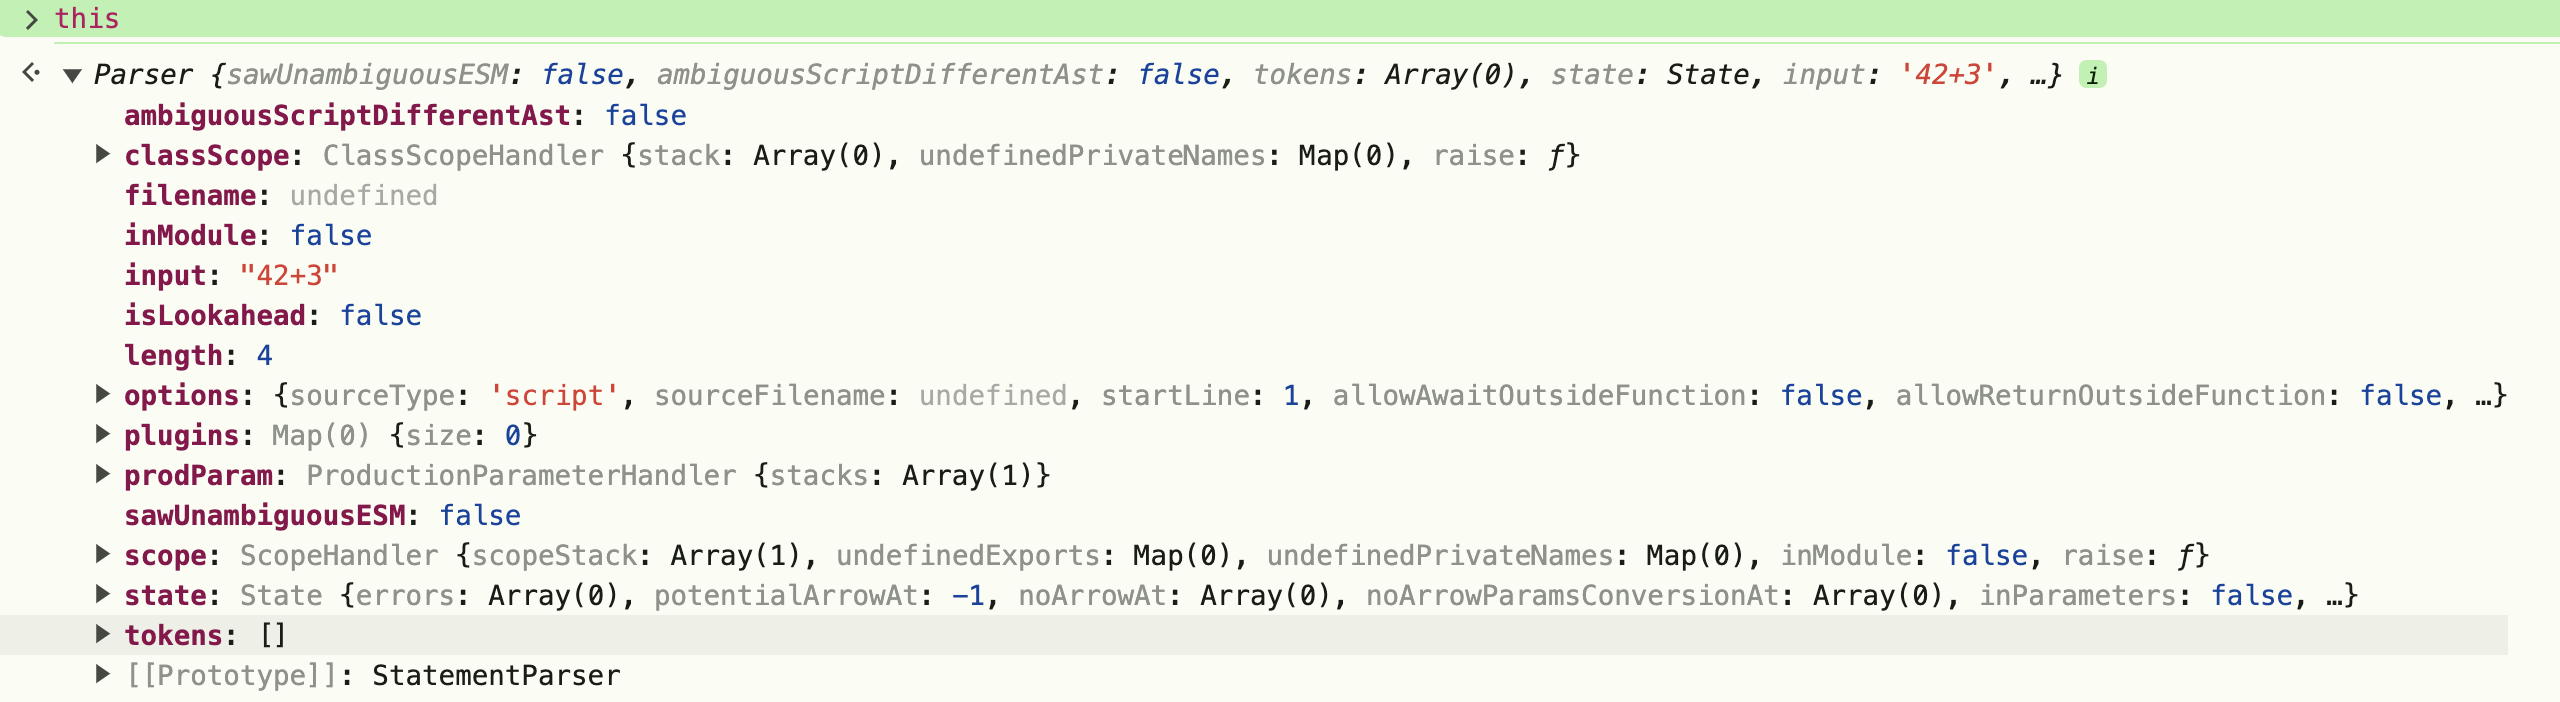 > this
<· ▼ Parser {sawUnambiguousESM: false, ambiguousScriptDifferentAst: false, tokens: Array(0), state: State, input: '42+3', …} i
ambiguousScriptDifferentAst: false
▶ classScope: ClassScopeHandler {stack: Array(0), undefinedPrivateNames: Map(0), raise: ƒ}
filename: undefined
inModule: false
input: "42+3"
isLookahead: false
length: 4
▶ options: {sourceType: 'script', sourceFilename: undefined, startLine: 1, allowAwaitOutsideFunction: false, allowReturnOutsideFunction: false, …}
▶ plugins: Map(0) {size: 0}
▶ prodParam: ProductionParameterHandler {stacks: Array(1)}
sawUnambiguousESM: false
▶ scope: ScopeHandler {scopeStack: Array(1), undefinedExports: Map(0), undefinedPrivateNames: Map(0), inModule: false, raise: ƒ}
▶ state: State {errors: Array(0), potentialArrowAt: -1, noArrowAt: Array(0), noArrowParamsConversionAt: Array(0), inParameters: false, …}
▶ tokens: []
▶ [[Prototype]]: StatementParser